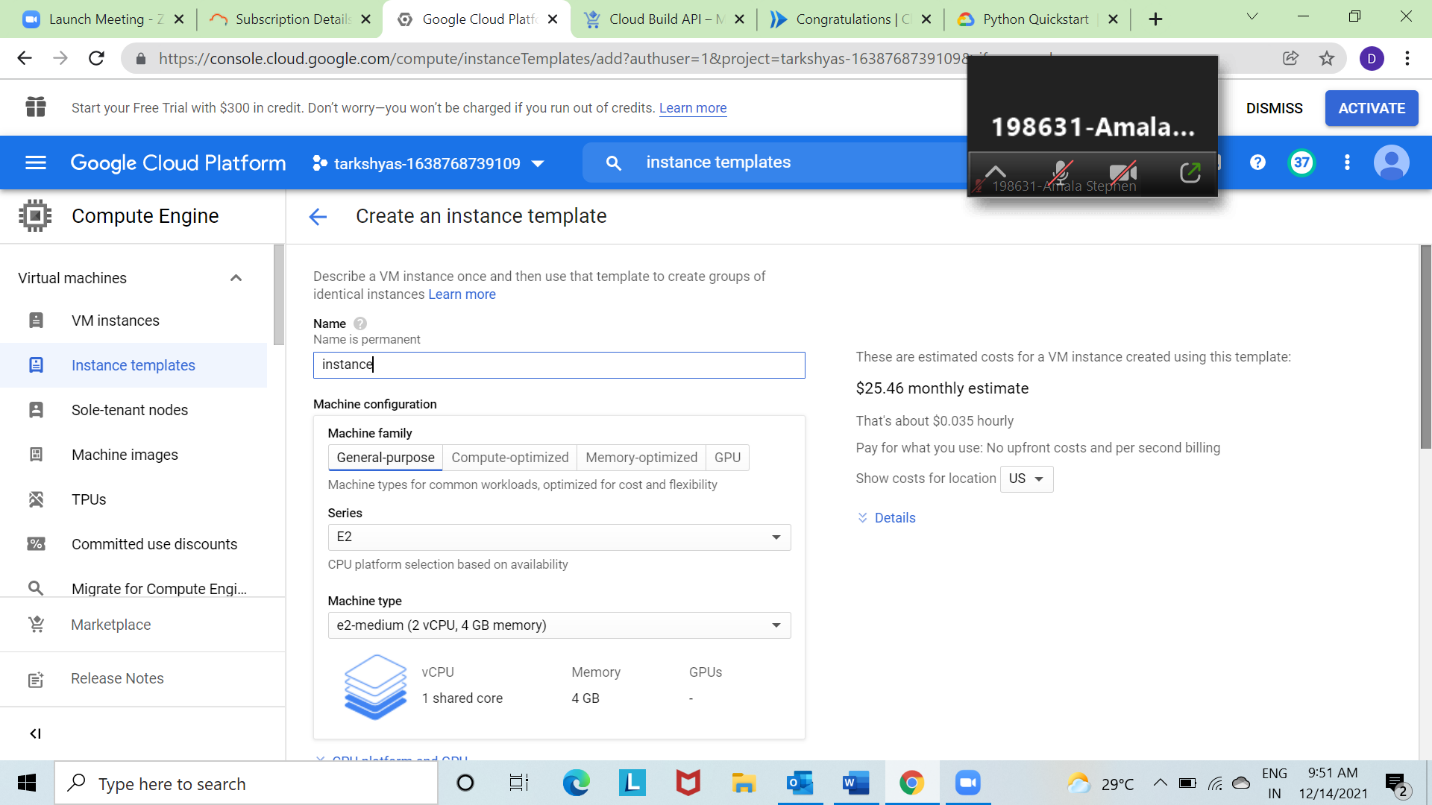 Launch Meeting - Z
Subscription Details
Google Cloud Platf
Cloud Build API – M
Congratulations | C
Python Quickstart
https://console.cloud.google.com/compute/instanceTemplates/add?authuser=1&project=tarkshyas-1638768739109
D
Start your Free Trial with $300 in credit. Don't worry—you won't be charged if you run out of credits. Learn more
DISMISS
ACTIVATE
198631-Amala...
198631-Amala Stephen
Google Cloud Platform
tarkshyas-1638768739109
instance templates
37
Compute Engine
Create an instance template
Virtual machines
VM instances
Instance templates
Sole-tenant nodes
Machine images
TPUs
Committed use discounts
Migrate for Compute Engi...
Marketplace
Release Notes
Describe a VM instance once and then use that template to create groups of
identical instances Learn more
Name
Name is permanent
instance
Machine configuration
Machine family
General-purpose
Compute-optimized
Memory-optimized
GPU
Machine types for common workloads, optimized for cost and flexibility
Series
E2
CPU platform selection based on availability
Machine type
e2-medium (2 vCPU, 4 GB memory)
vCPU
Memory
GPUs
1 shared core
4 GB
-
CPU platform and GPU
These are estimated costs for a VM instance created using this template:
$25.46 monthly estimate
That's about $0.035 hourly
Pay for what you use: No upfront costs and per second billing
Show costs for location US
Details
Type here to search
29°C
ENG
IN
9:51 AM
12/14/2021
2